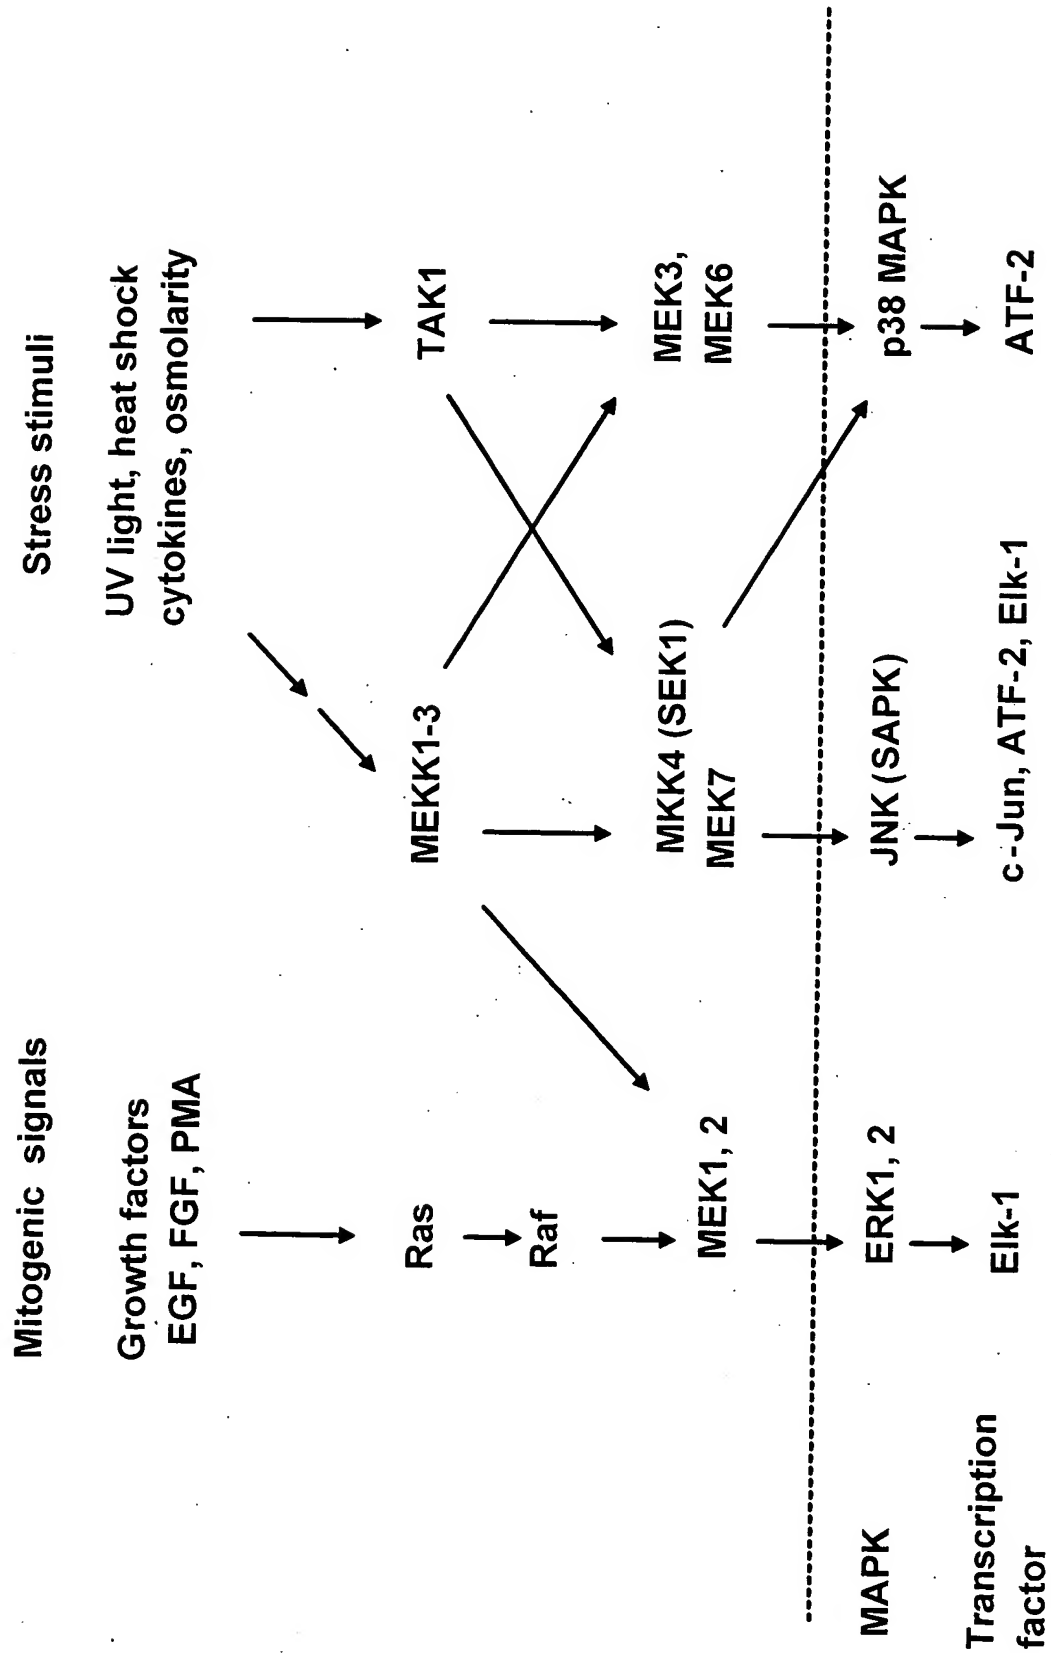 Mitogenic signals
Stress stimuli
Growth factors
EGF, FGF, PMA
UV light, heat shock
cytokines, osmolarity
Ras
MEKK1-3
TAK1
Raf
MEK1, 2
MKK4 (SEK1)
MEK7
MEK3,
MEK6
MAPK
ERK1, 2
JNK (SAPK)
p38 MAPK
Transcription
factor
Elk-1
c-Jun, ATF-2, Elk-1
ATF-2